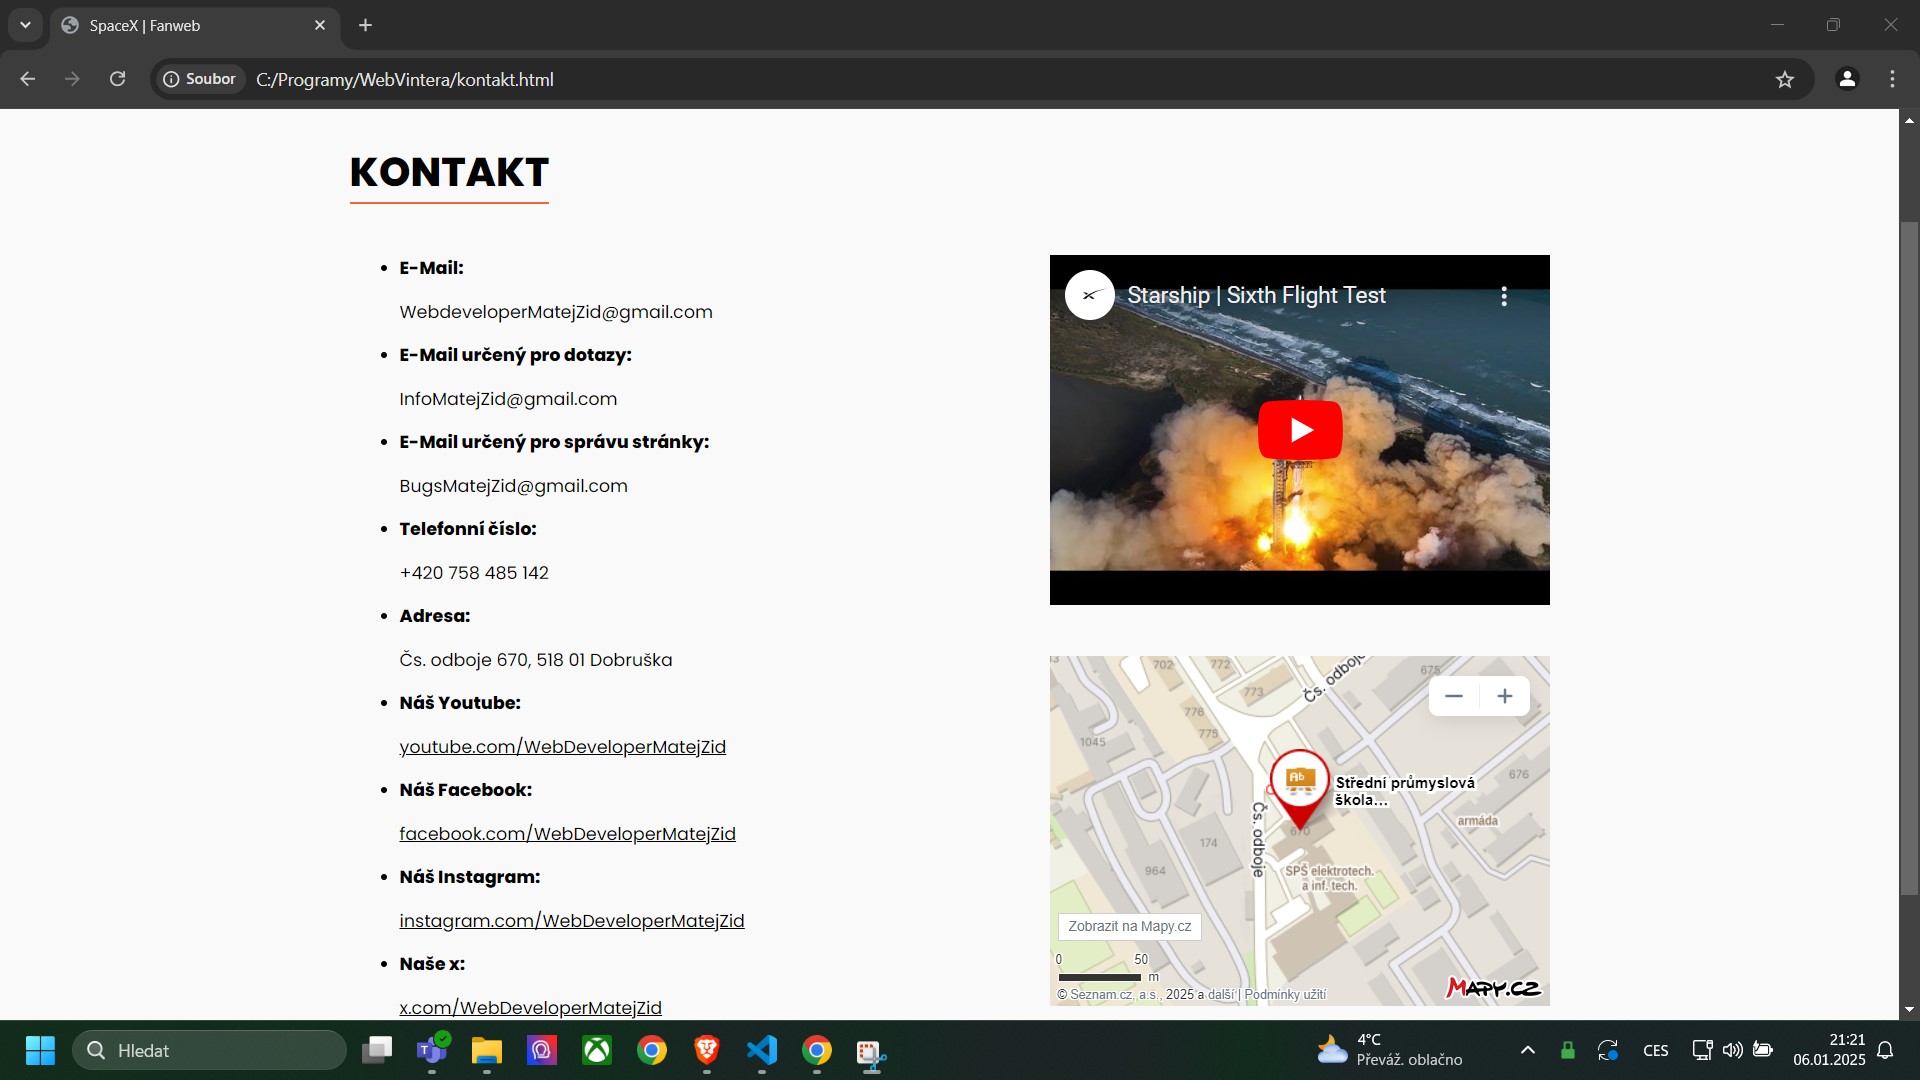 SpaceX | Fanweb
Soubor
C:/Programy/WebVintera/kontakt.html
KONTAKT
E-Mail:
WebdeveloperMatejZid@gmail.com
E-Mail určený pro dotazy:
InfoMatejZid@gmail.com
E-Mail určený pro správu stránky:
BugsMatejZid@gmail.com
Telefonní číslo:
+420 758 485 142
Adresa:
Čs. odboje 670, 518 01 Dobruška
Náš Youtube:
youtube.com/WebDeveloperMatejZid
Náš Facebook:
facebook.com/WebDeveloperMatejZid
Náš Instagram:
instagram.com/WebDeveloperMatejZid
Naše x:
x.com/WebDeveloperMatejZid
Starship | Sixth Flight Test
702
772
773
776
775
1045
Čs. odboje
675
676
Ab
Střední průmyslová
škola...
armáda
670
Čs. odboje
174
964
SPŠ elektrotech.
a inf. tech.
Zobrazit na Mapy.cz
0 50
m
© Seznam.cz, a.s., 2025 a další | Podmínky užití
MAPY.CZ
Hledat
4°C
Převáž. oblačno
CES
21:21
06.01.2025